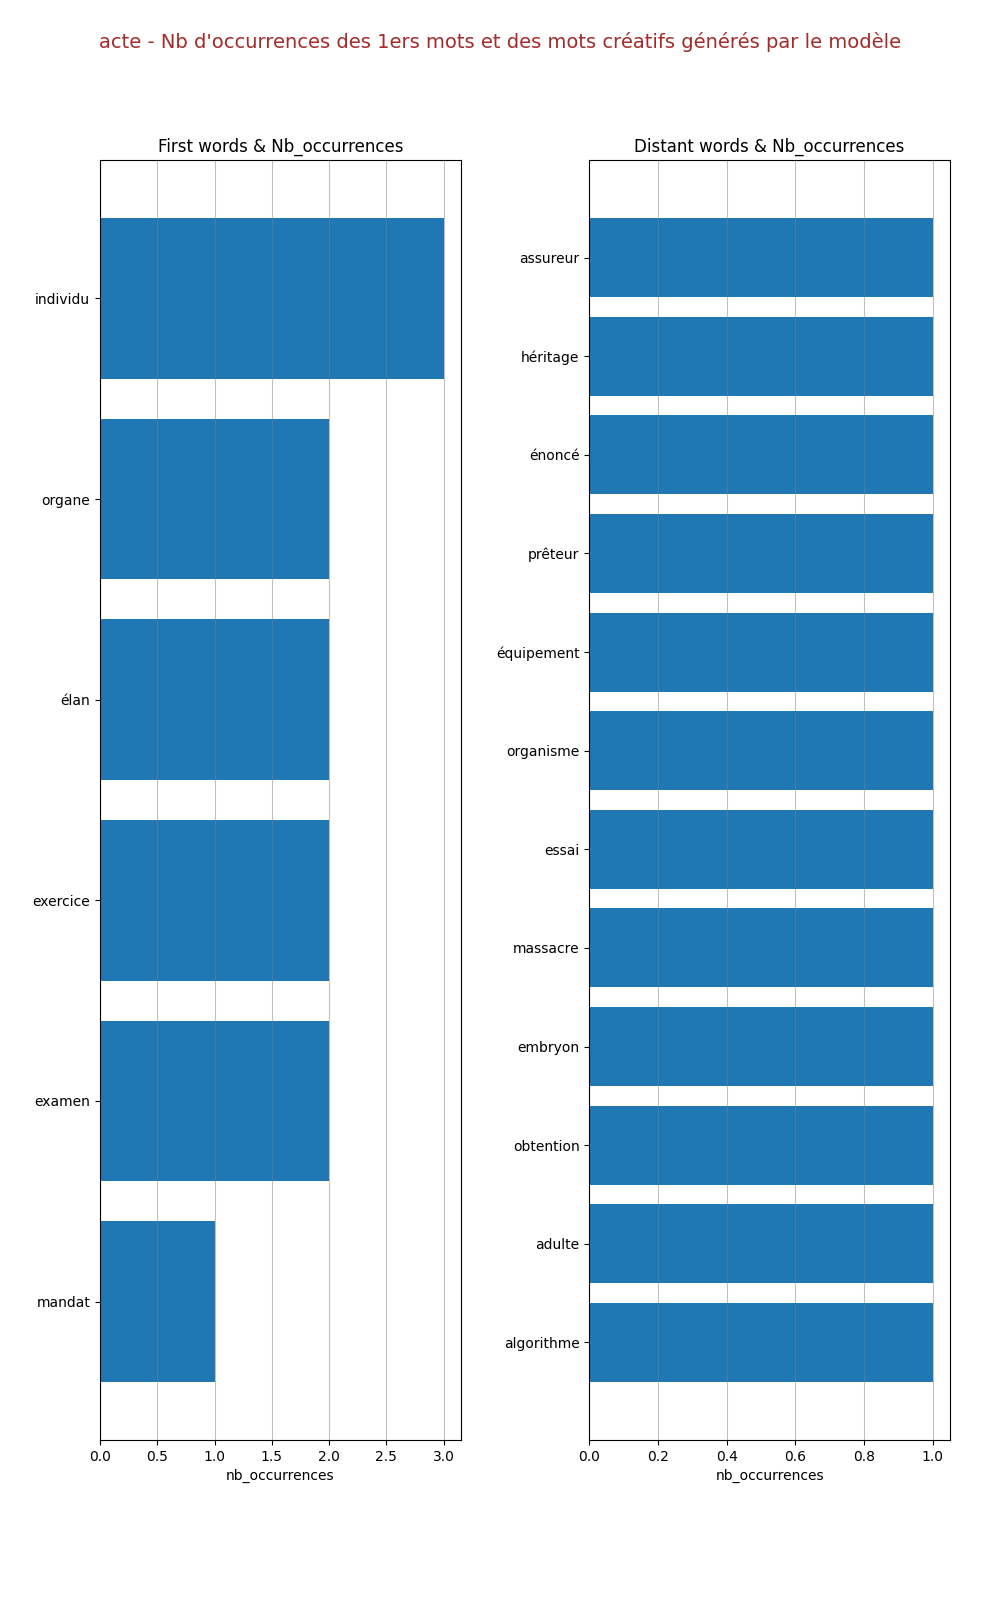 acte - Nb d'occurrences des 1ers mots et des mots créatifs générés par le modèle
First words & Nb_occurrences
individu
organe
élan
exercice
examen
mandat
0.0 0.5 1.0 1.5 2.0 2.5 3.0
nb_occurrences
Distant words & Nb_occurrences
assureur
héritage
énoncé
prêteur
équipement
organisme
essai
massacre
embryon
obtention
adulte
algorithme
0.0 0.2 0.4 0.6 0.8 1.0
nb_occurrences